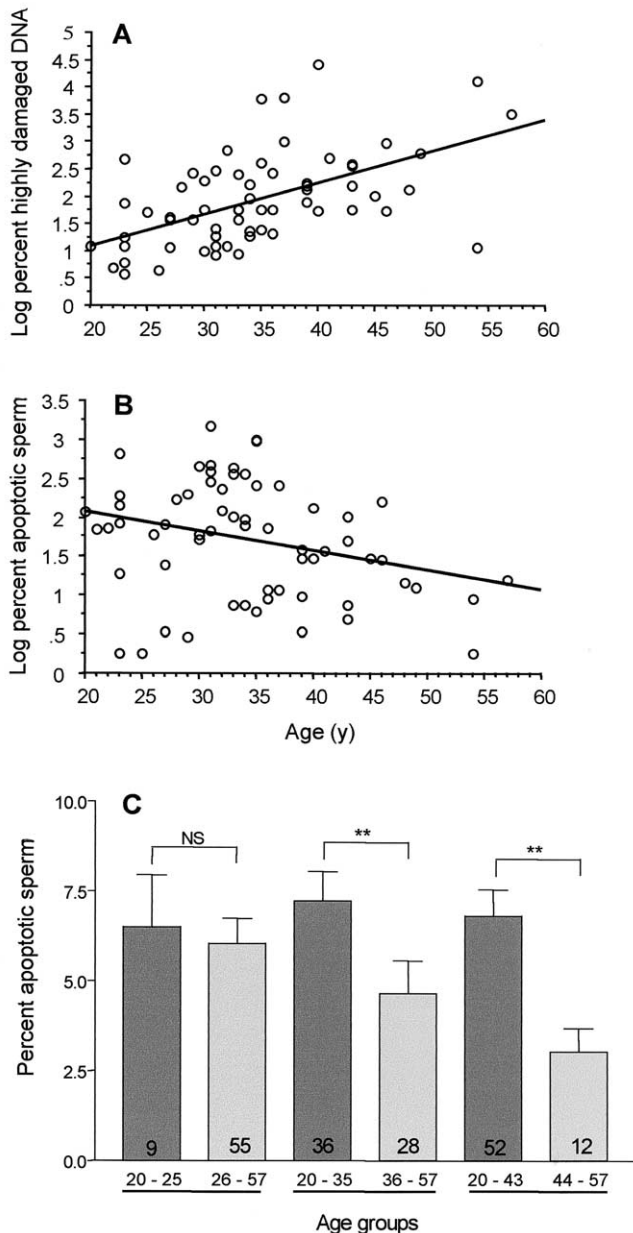 A
Log percent highly damaged DNA
5
4.5
4
3.5
3
2.5
2
1.5
1
.5
0
20 25 30 35 40 45 50 55 60
B
Log percent apoptotic sperm
3.5
3
2.5
2
1.5
1
.5
0
20 25 30 35 40 45 50 55 60
Age (y)
C
Percent apoptotic sperm
10.0
7.5
5.0
2.5
0.0
NS ** **
9 55 36 28 52 12
20 - 25 26 - 57 20 - 35 36 - 57 20 - 43 44 - 57
Age groups